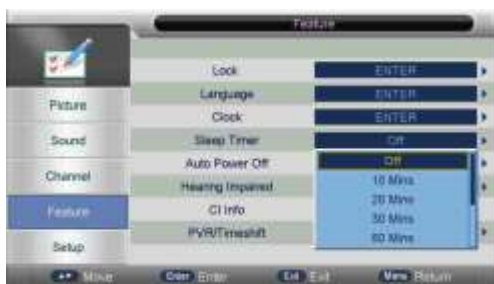 Feature
Lock ENTER
Language ENTER
Picture
Clock ENTER
Sound
Sleep Timer Off
Auto Power Off Off
Channel
Hearing Impaired 10 Mins
20 Mins
Feature
CI Info 30 Mins
PVR/Timeshift 60 Mins
Setup
Move Enter Enter Exit Exit Menu Return